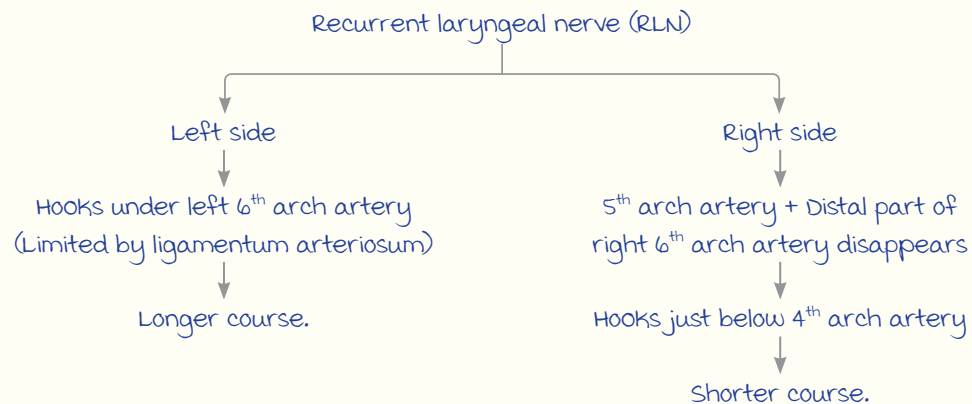 Recurrent laryngeal nerve (RLN)
Left side
Hooks under left 6th arch artery
(Limited by ligamentum arteriosum)
Longer course.
Right side
5th arch artery + Distal part of
right 6th arch artery disappears
Hooks just below 4th arch artery
Shorter course.